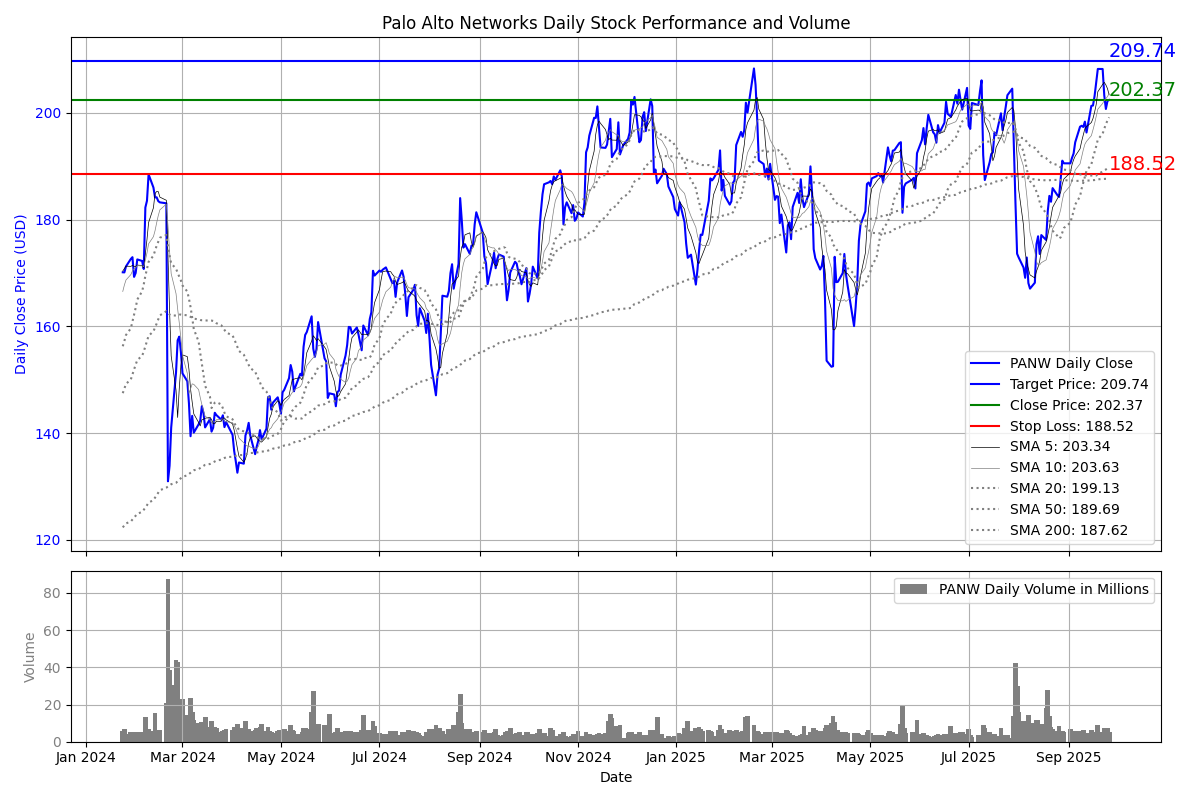 Palo Alto Networks Daily Stock Performance and Volume
209.74
202.37
188.52
Daily Close Price (USD)
200
180
160
140
120
PANW Daily Close
Target Price: 209.74
Close Price: 202.37
Stop Loss: 188.52
SMA 5: 203.34
SMA 10: 203.63
SMA 20: 199.13
SMA 50: 189.69
SMA 200: 187.62
Volume
80
60
40
20
0
PANW Daily Volume in Millions
Jan 2024 Mar 2024 May 2024 Jul 2024 Sep 2024 Nov 2024 Jan 2025 Mar 2025 May 2025 Jul 2025 Sep 2025
Date